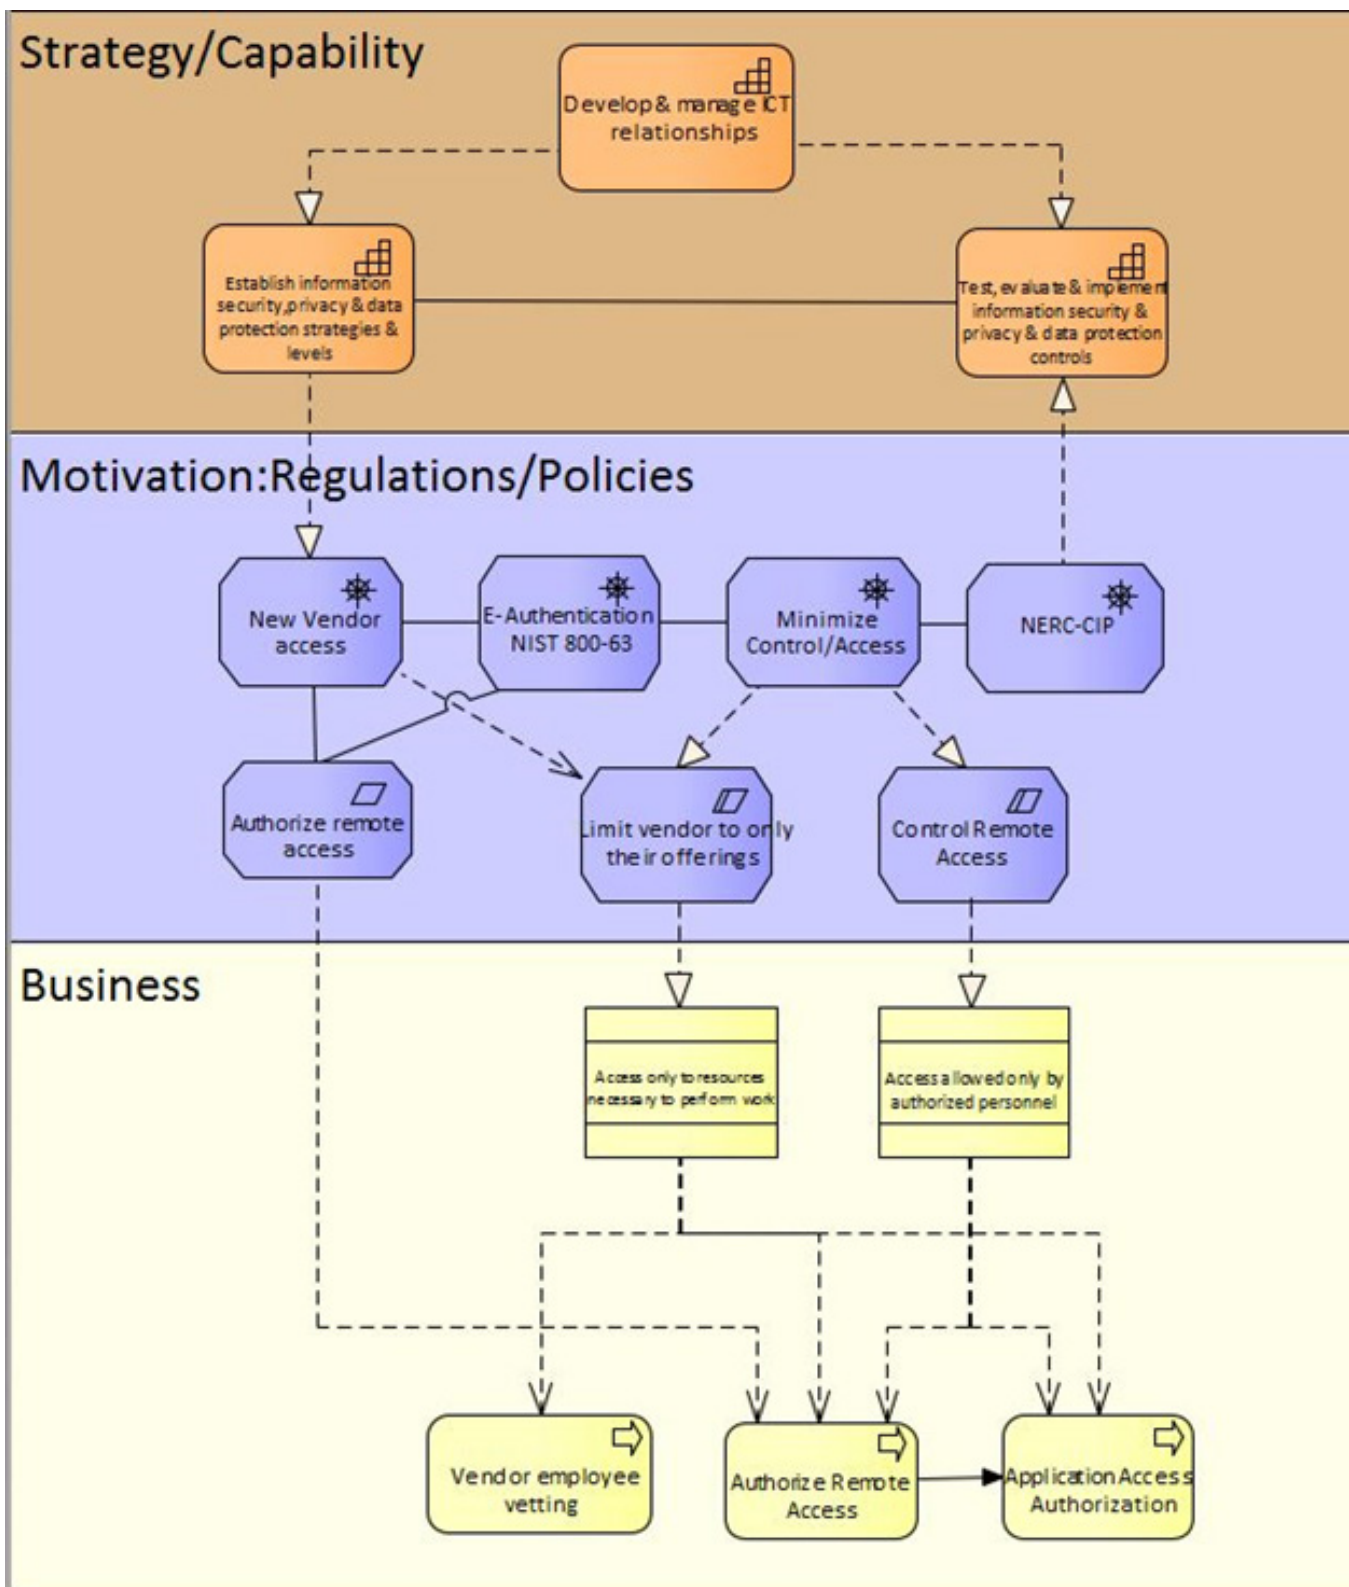 Strategy/Capability
Develop & manage ICT
relationships
Establish information
security,privacy & data
protection strategies &
levels
Test, evaluate & implement
information security &
privacy & data protection
controls
Motivation:Regulations/Policies
New Vendor
access
E-Authentication
NIST 800-63
Minimize
Control/Access
NERC-CIP
Authorize remote
access
Limit vendor to only
their offerings
Control Remote
Access
Business
Access only to resources
necessary to perform work
Access allowed only by
authorized personnel
Vendor employee
vetting
Authorize Remote
Access
Application Access
Authorization